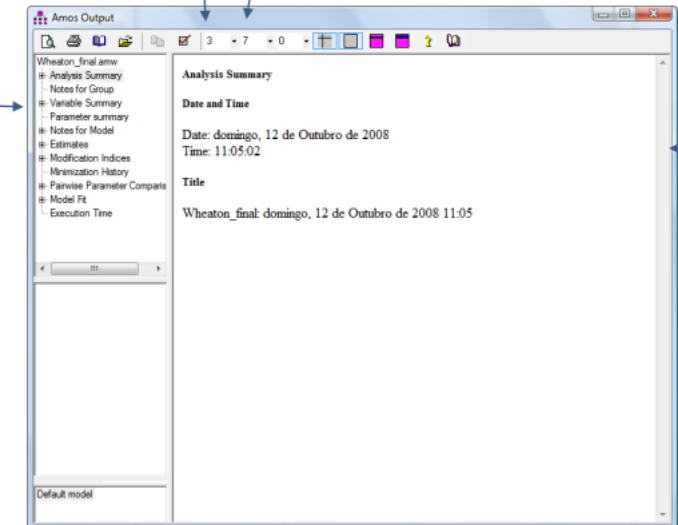 Amos Output
3 7 0
Wheaton_final.amw
Analysis Summary
Notes for Group
Variable Summary
Parameter summary
Notes for Model
Estimates
Modification Indices
Minimization History
Pairwise Parameter Comparis
Model Fit
Execution Time
Default model
Analysis Summary
Date and Time
Date: domingo, 12 de Outubro de 2008
Time: 11:05:02
Title
Wheaton_final: domingo, 12 de Outubro de 2008 11:05